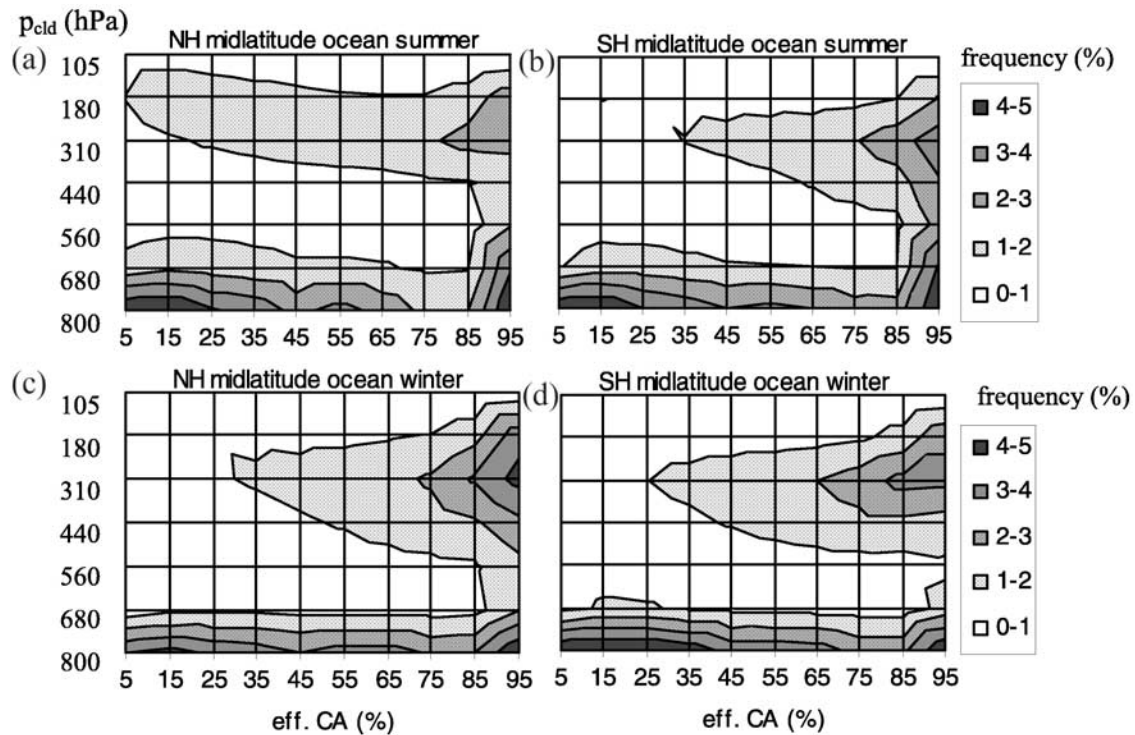 p_cld (hPa)
(a)
NH midlatitude ocean summer
105
180
310
440
560
680
800
5 15 25 35 45 55 65 75 85 95
(b)
SH midlatitude ocean summer
5 15 25 35 45 55 65 75 85 95
frequency (%)
4-5
3-4
2-3
1-2
0-1
(c)
NH midlatitude ocean winter
105
180
310
440
560
680
800
5 15 25 35 45 55 65 75 85 95
eff. CA (%)
(d)
SH midlatitude ocean winter
5 15 25 35 45 55 65 75 85 95
eff. CA (%)
frequency (%)
4-5
3-4
2-3
1-2
0-1